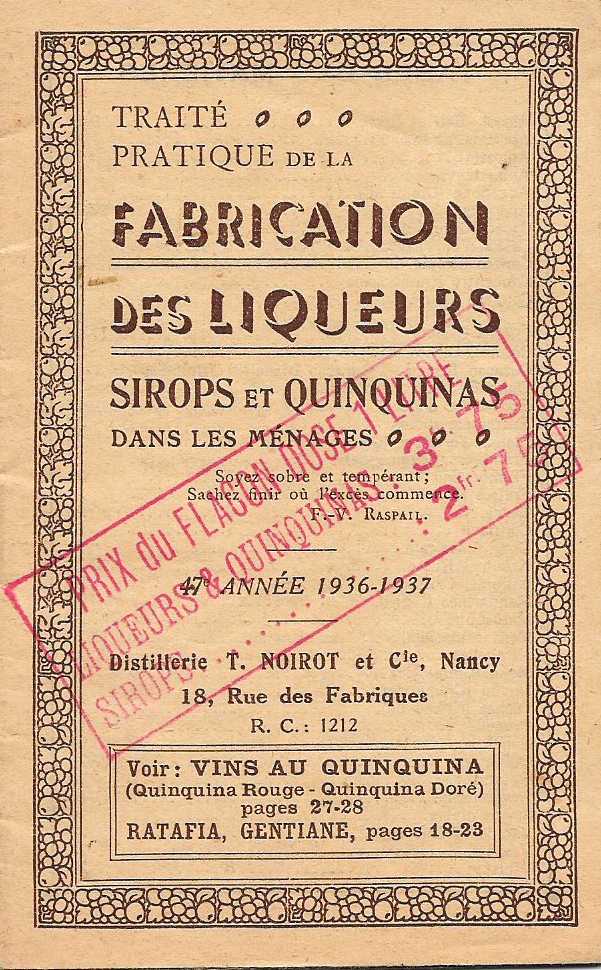 TRAITÉ
PRATIQUE DE LA
FABRICATION
DES LIQUEURS
SIROPS ET QUINQUINAS
DANS LES MÉNAGES
Soyez sobre et tempérant;
Sachez finir où l'excès commence.
F.-V. RASPAIL.
47e ANNÉE 1936-1937
Distillerie T. NOIROT et Cie, Nancy
18, Rue des Fabriques
R. C.: 1212
Voir: VINS AU QUINQUINA
(Quinquina Rouge - Quinquina Doré)
pages 27-28
RATAFIA, GENTIANE, pages 18-23
PRIX du FLACON DOSE 1 LITRE
LIQUEURS & QUINQUINAS: 3fr. 75
SIROPS..............: 2fr. 75